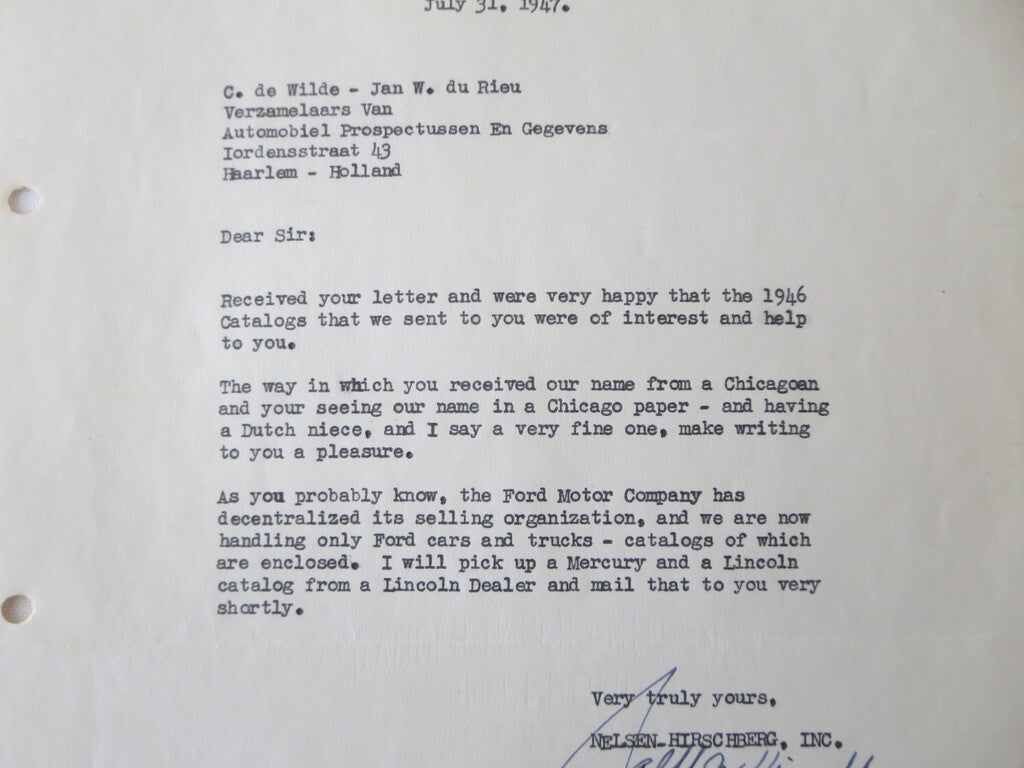 July 31. 1947.
C. de Wilde - Jan W. du Rieu
Verzamelaars Van
Automobiel Prospectussen En Gegevens
Iordensstraat 43
Haarlem - Holland
Dear Sir:
Received your letter and were very happy that the 1946
Catalogs that we sent to you were of interest and help
to you.
The way in which you received our name from a Chicagoan
and your seeing our name in a Chicago paper - and having
a Dutch niece, and I say a very fine one, make writing
to you a pleasure.
As you probably know, the Ford Motor Company has
decentralized its selling organization, and we are now
handling only Ford cars and trucks - catalogs of which
are enclosed.  I will pick up a Mercury and a Lincoln
catalog from a Lincoln Dealer and mail that to you very
shortly.
Very truly yours,
NELSEN-HIRSCHBERG, INC.